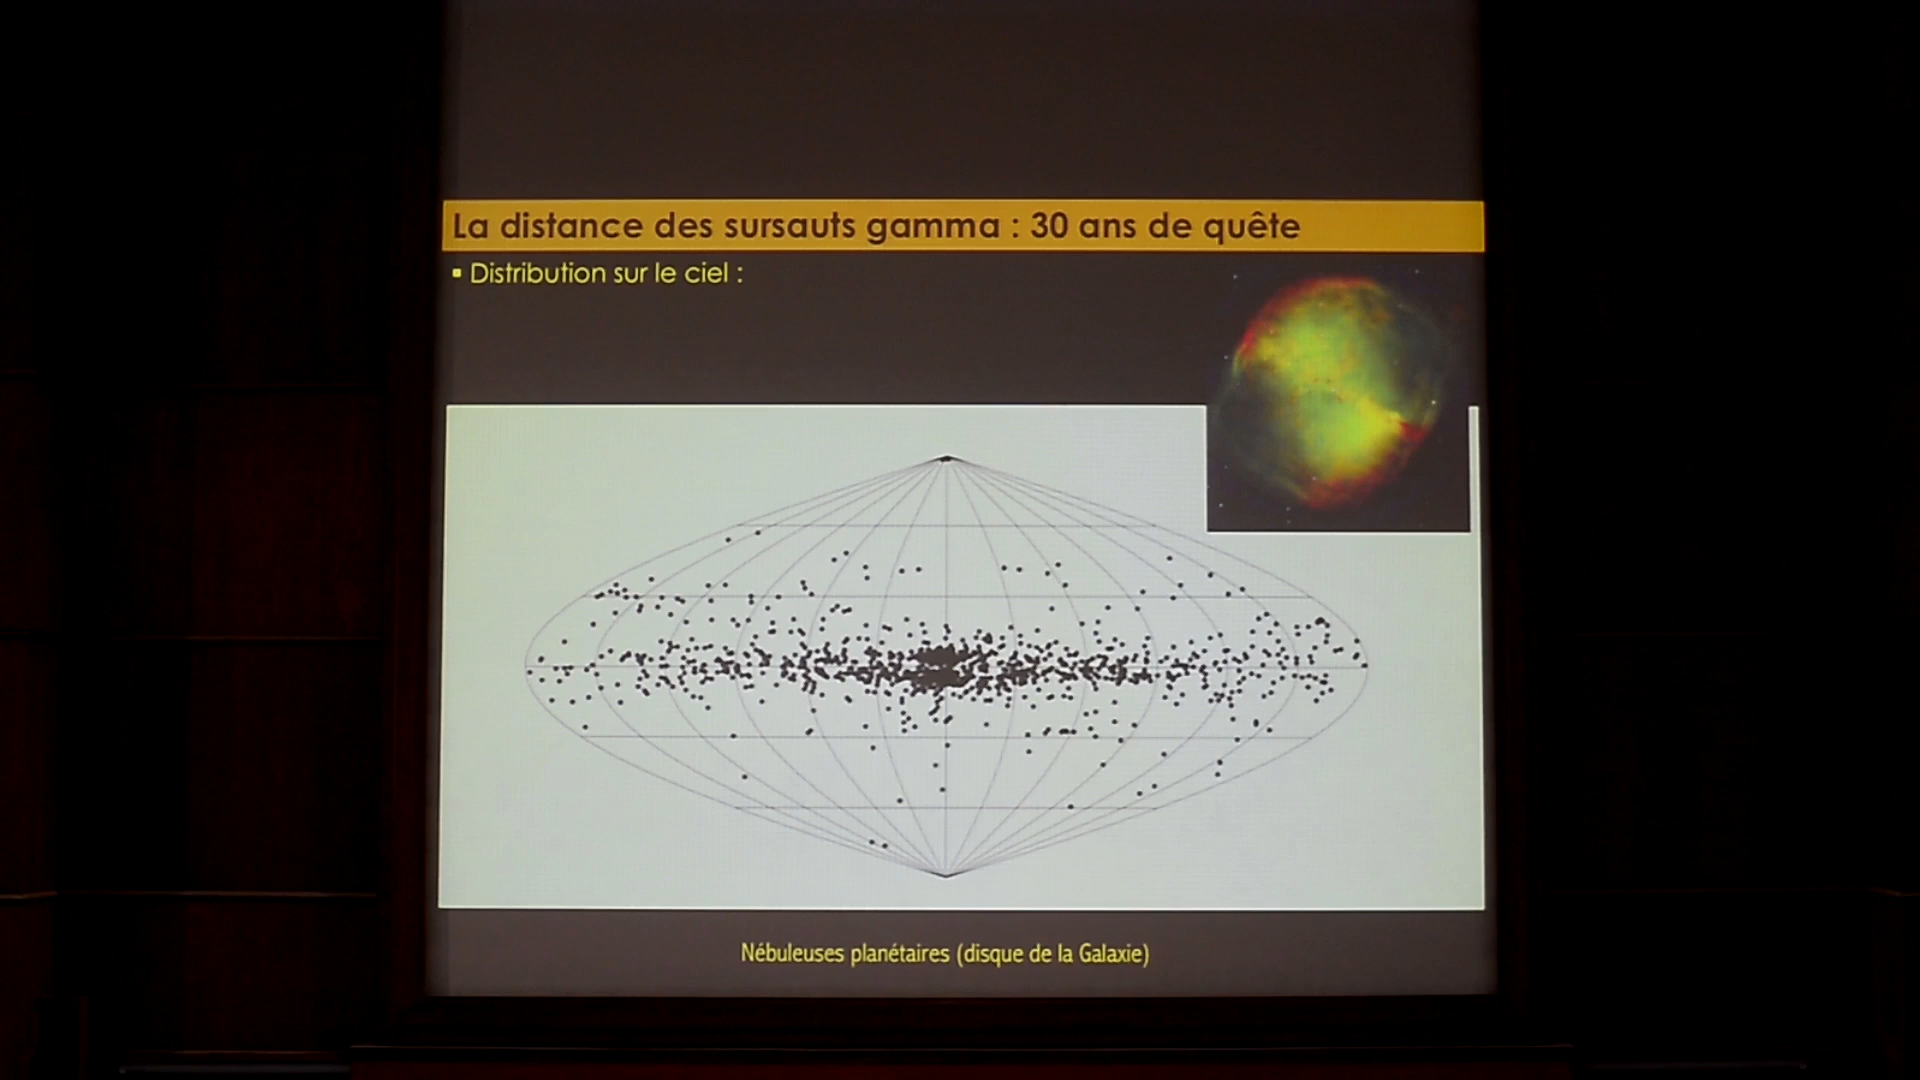 La distance des sursauts gamma : 30 ans de quête
▪ Distribution sur le ciel :
Nébuleuses planétaires (disque de la Galaxie)